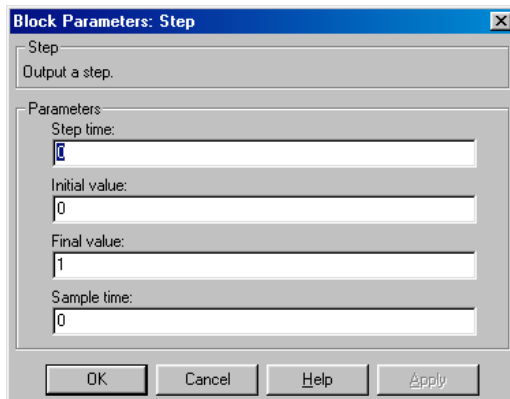 Block Parameters: Step
Step
Output a step.
Parameters
Step time:
0
Initial value:
0
Final value:
1
Sample time:
0
OK Cancel Help Apply